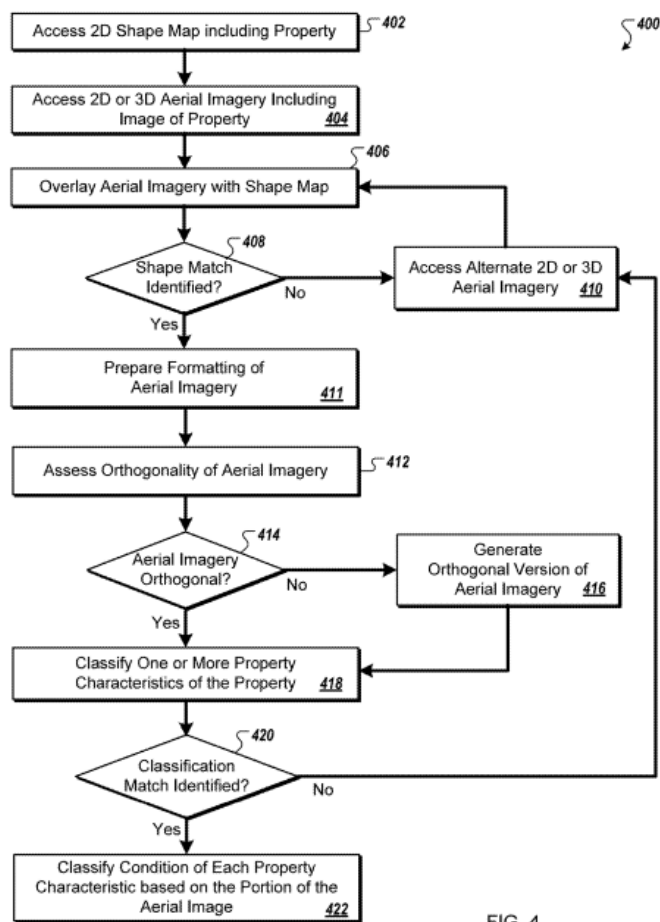 Access 2D Shape Map including Property
402
400
Access 2D or 3D Aerial Imagery Including
Image of Property
404
406
Overlay Aerial Imagery with Shape Map
408
Shape Match
Identified?
No
Access Alternate 2D or 3D
Aerial Imagery 410
Yes
Prepare Formatting of
Aerial Imagery
411
Assess Orthogonality of Aerial Imagery
412
414
Aerial Imagery
Orthogonal?
No
Generate
Orthogonal Version of
Aerial Imagery 416
Yes
Classify One or More Property
Characteristics of the Property 418
420
Classification
Match Identified?
No
Yes
Classify Condition of Each Property
Characteristic based on the Portion of the
Aerial Image 422
FIG. 4